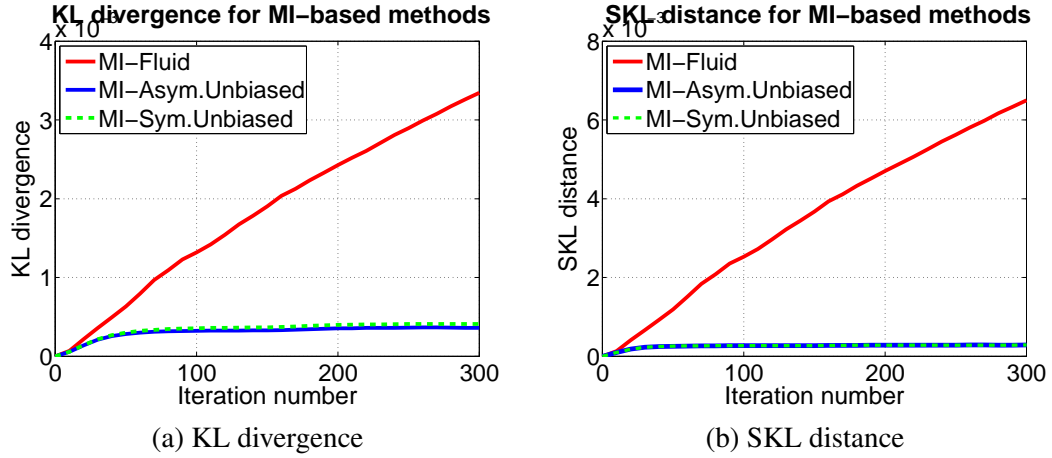 KL divergence for MI−based methods
x 10−3
4
3
2
1
0
KL divergence
MI−Fluid
MI−Asym.Unbiased
MI−Sym.Unbiased
0 100 200 300
Iteration number
(a) KL divergence
SKL distance for MI−based methods
x 10−3
8
6
4
2
0
SKL distance
MI−Fluid
MI−Asym.Unbiased
MI−Sym.Unbiased
0 100 200 300
Iteration number
(b) SKL distance